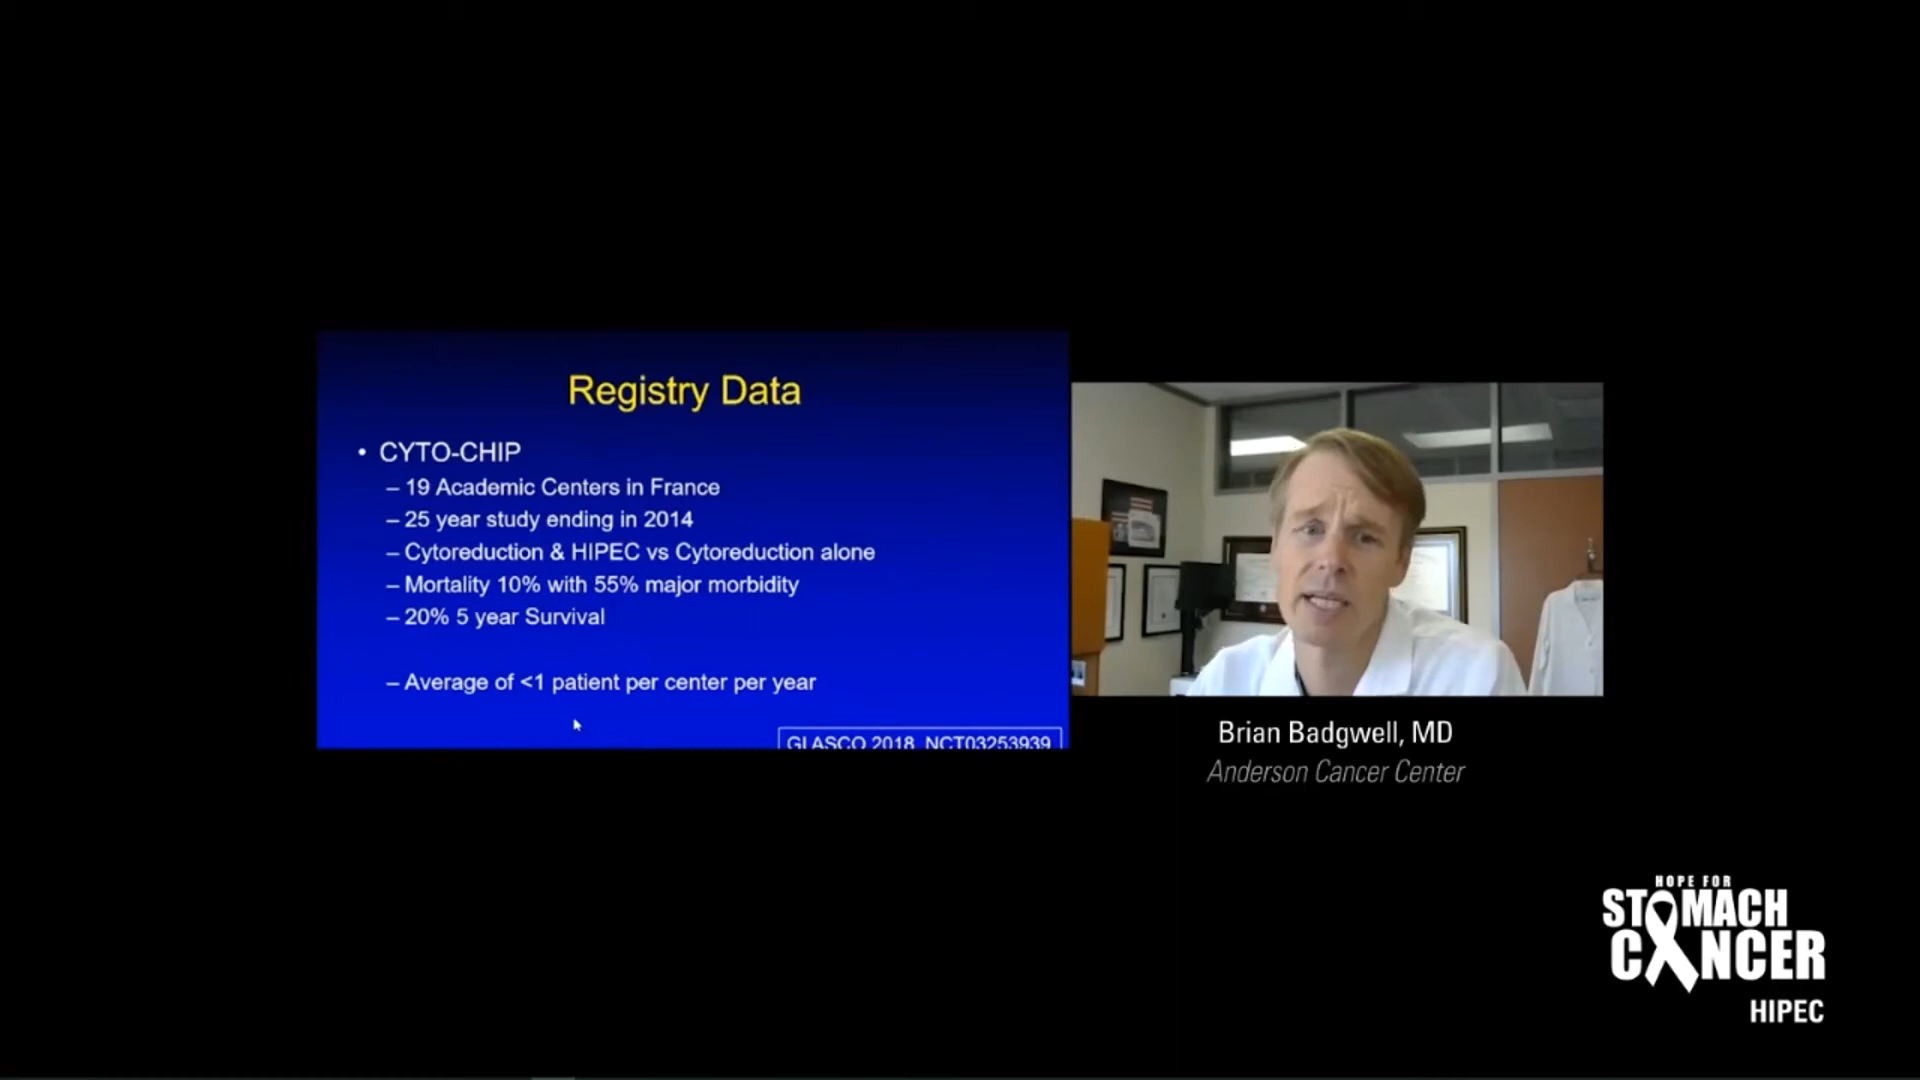 Registry Data
• CYTO-CHIP
– 19 Academic Centers in France
– 25 year study ending in 2014
– Cytoreduction & HIPEC vs Cytoreduction alone
– Mortality 10% with 55% major morbidity
– 20% 5 year Survival
– Average of <1 patient per center per year
GLASCO 2018 NCT03253939
Brian Badgwell, MD
Anderson Cancer Center
HOPE FOR
STOMACH
CANCER
HIPEC